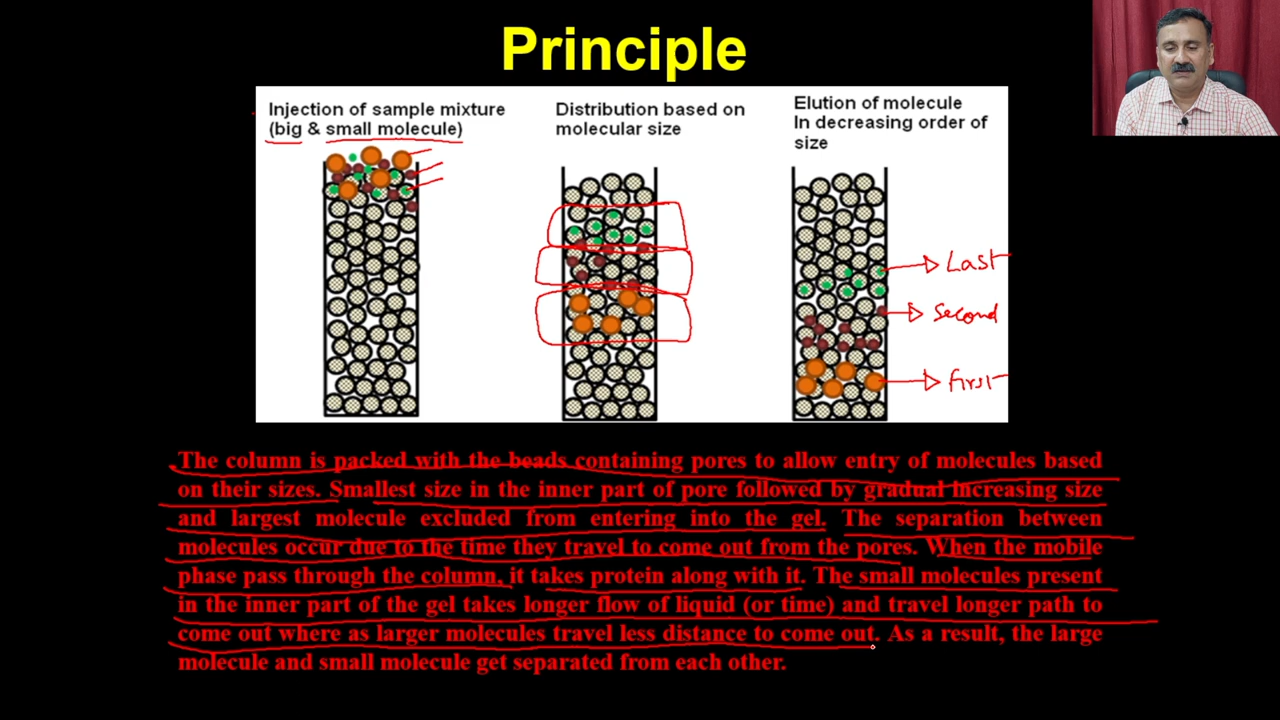 Principle
Injection of sample mixture
(big & small molecule)
Distribution based on
molecular size
Elution of molecule
In decreasing order of
size
Last
Second
First
The column is packed with the beads containing pores to allow entry of molecules based
on their sizes. Smallest size in the inner part of pore followed by gradual increasing size
and largest molecule excluded from entering into the gel. The separation between
molecules occur due to the time they travel to come out from the pores. When the mobile
phase pass through the column, it takes protein along with it. The small molecules present
in the inner part of the gel takes longer flow of liquid (or time) and travel longer path to
come out where as larger molecules travel less distance to come out. As a result, the large
molecule and small molecule get separated from each other.